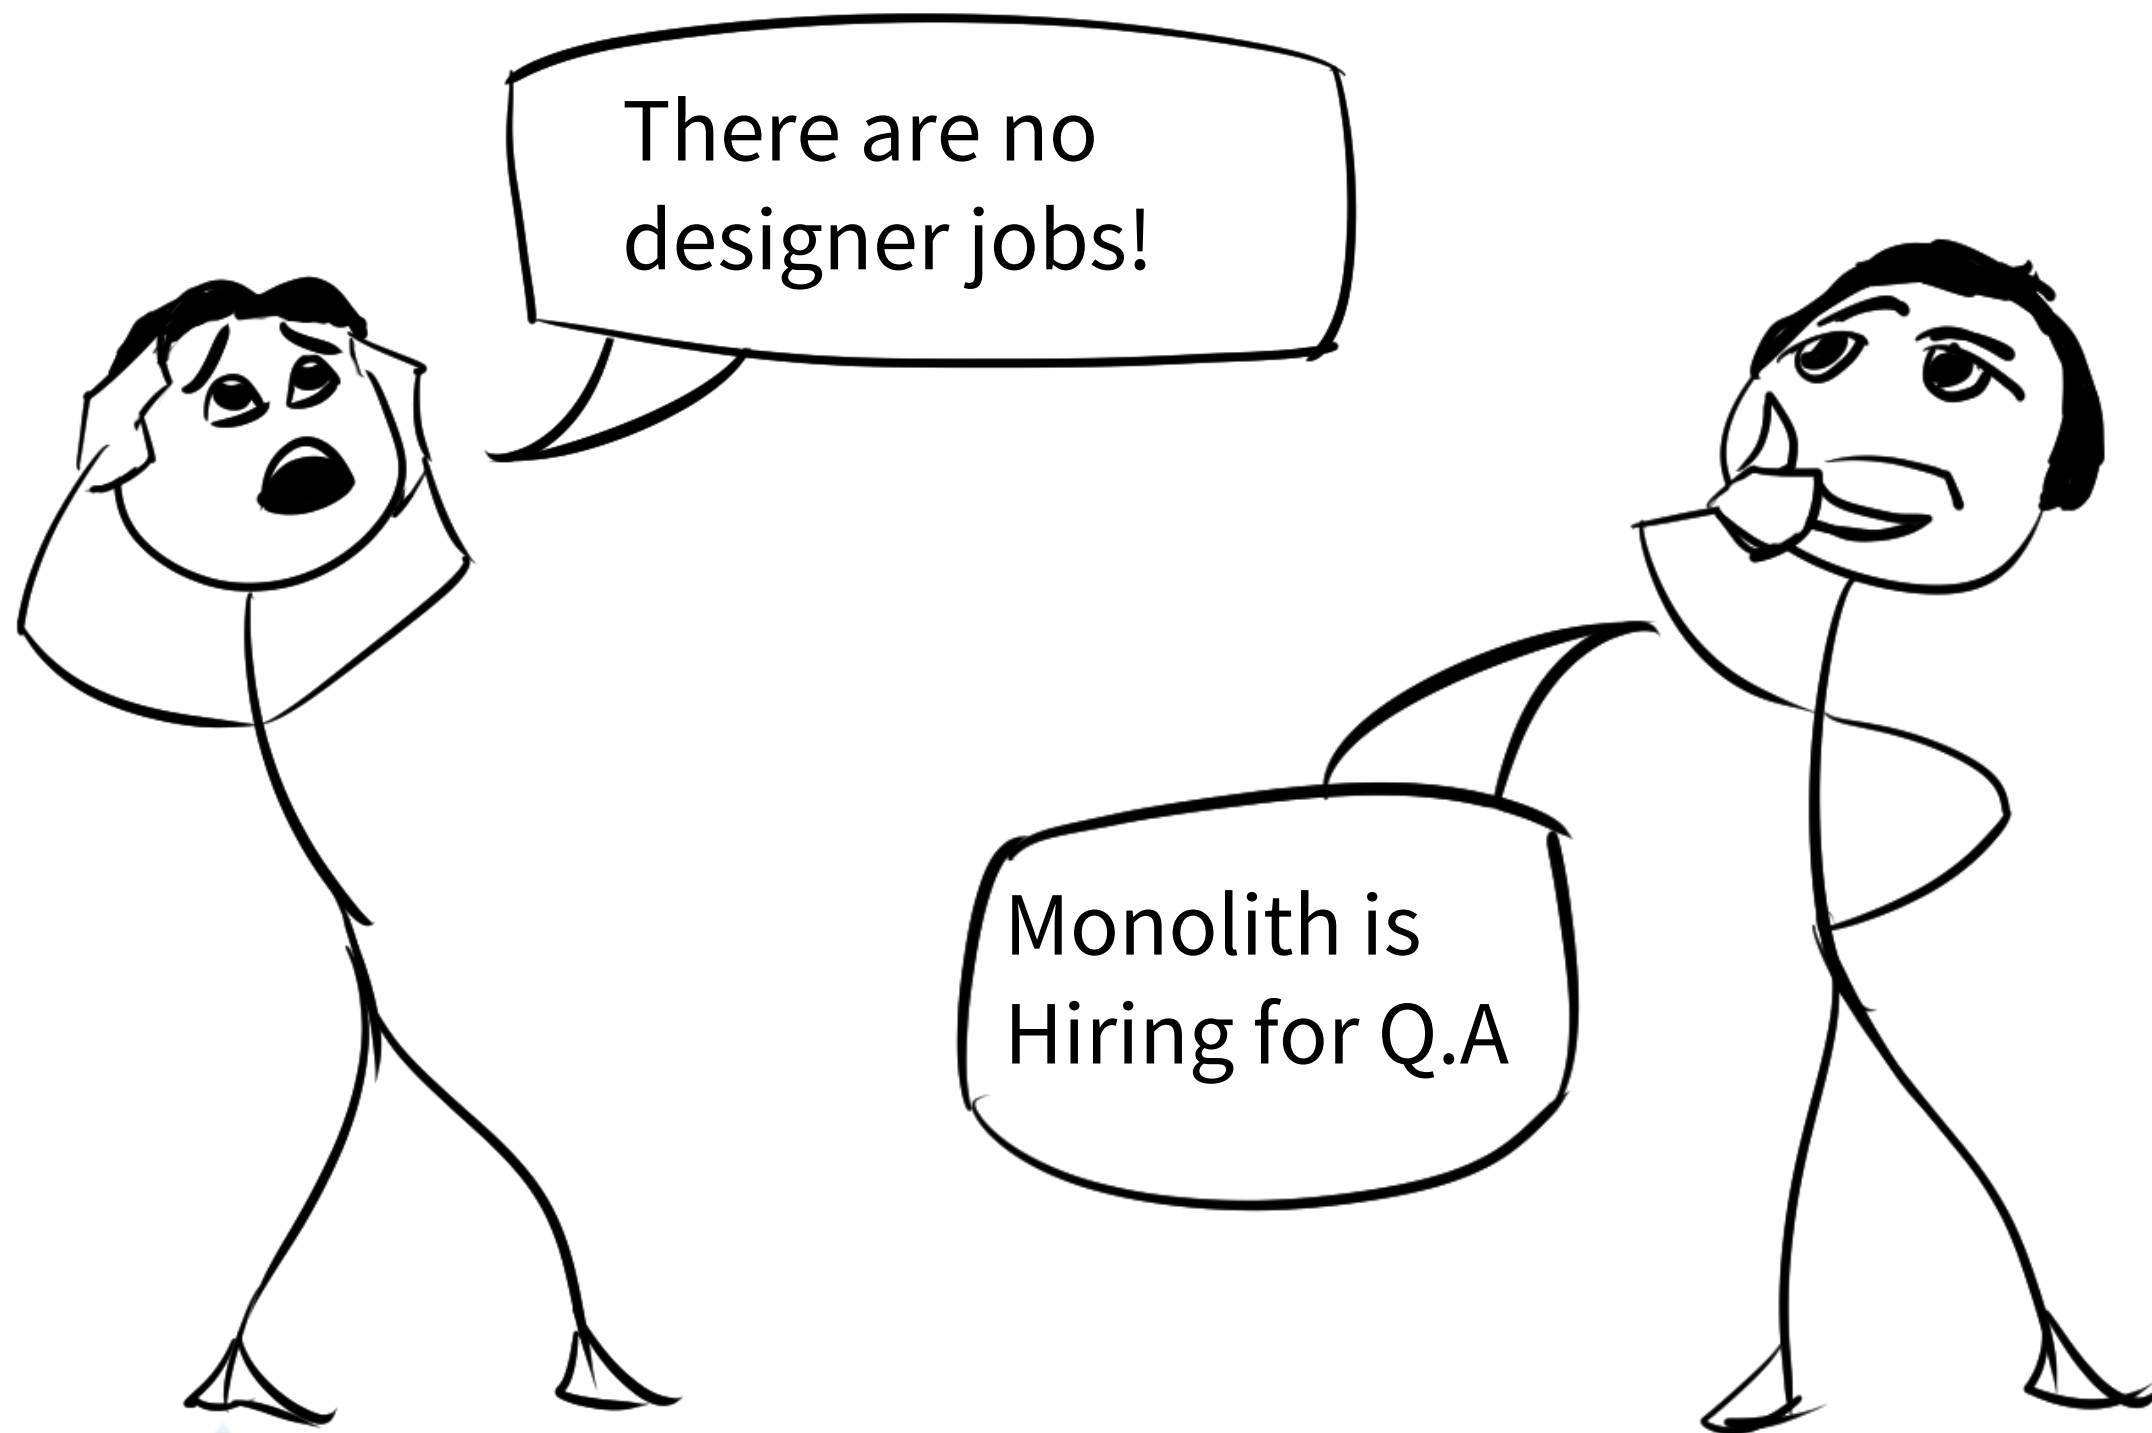 There are no
designer jobs!
Monolith is
Hiring for Q.A